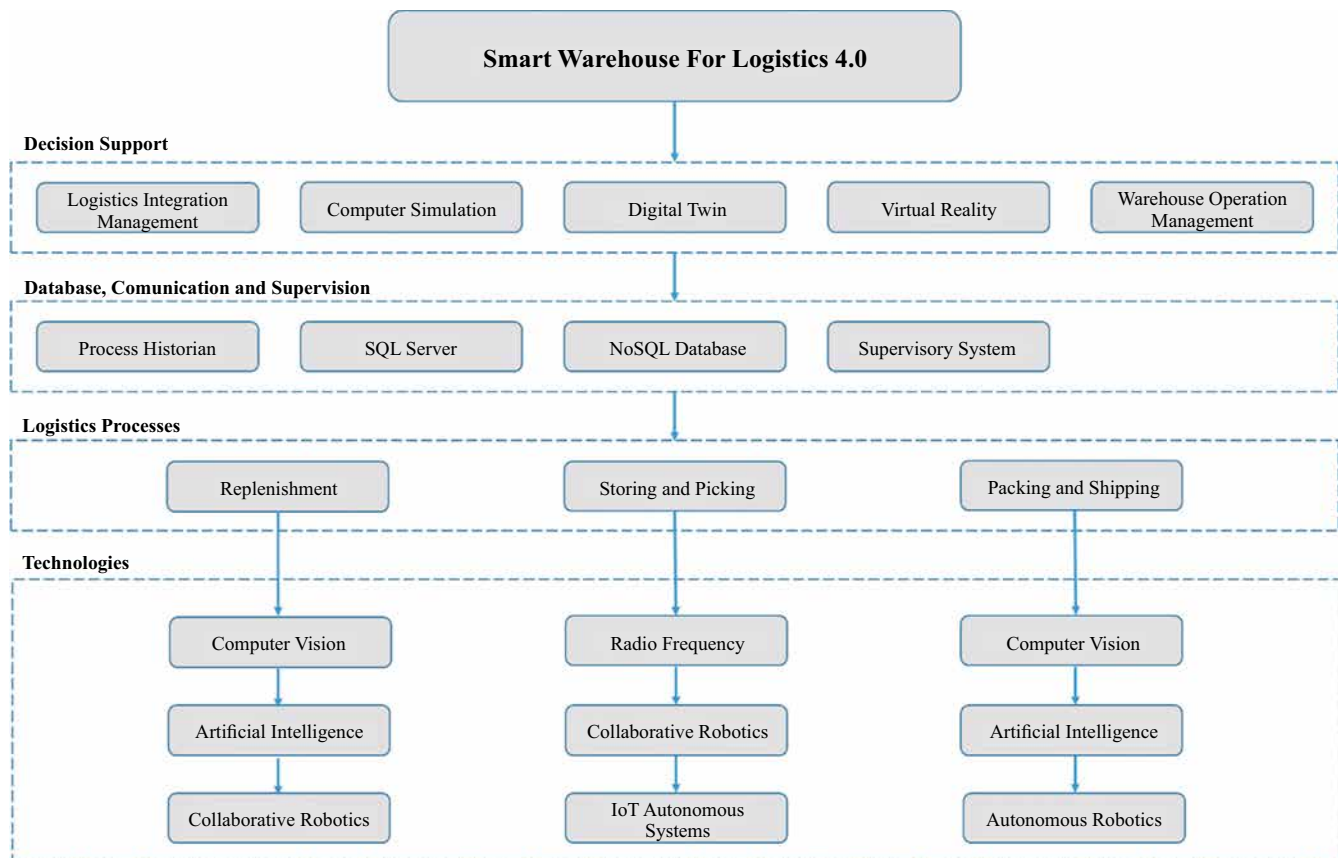 Smart Warehouse For Logistics 4.0
Decision Support
Logistics Integration
Management
Computer Simulation
Digital Twin
Virtual Reality
Warehouse Operation
Management
Database, Comunication and Supervision
Process Historian
SQL Server
NoSQL Database
Supervisory System
Logistics Processes
Replenishment
Storing and Picking
Packing and Shipping
Technologies
Computer Vision
Radio Frequency
Computer Vision
Artificial Intelligence
Collaborative Robotics
Artificial Intelligence
Collaborative Robotics
IoT Autonomous
Systems
Autonomous Robotics